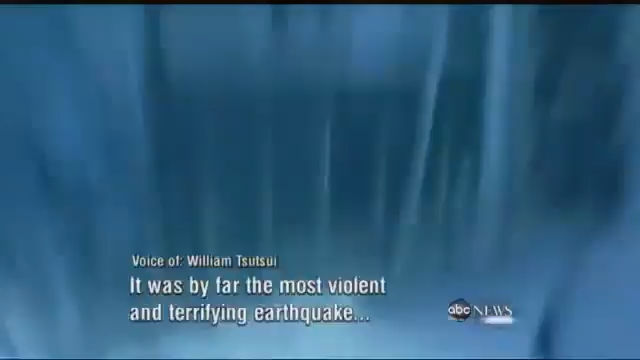 Voice of: William Tsutsui
It was by far the most violent
and terrifying earthquake...
abc NEWS